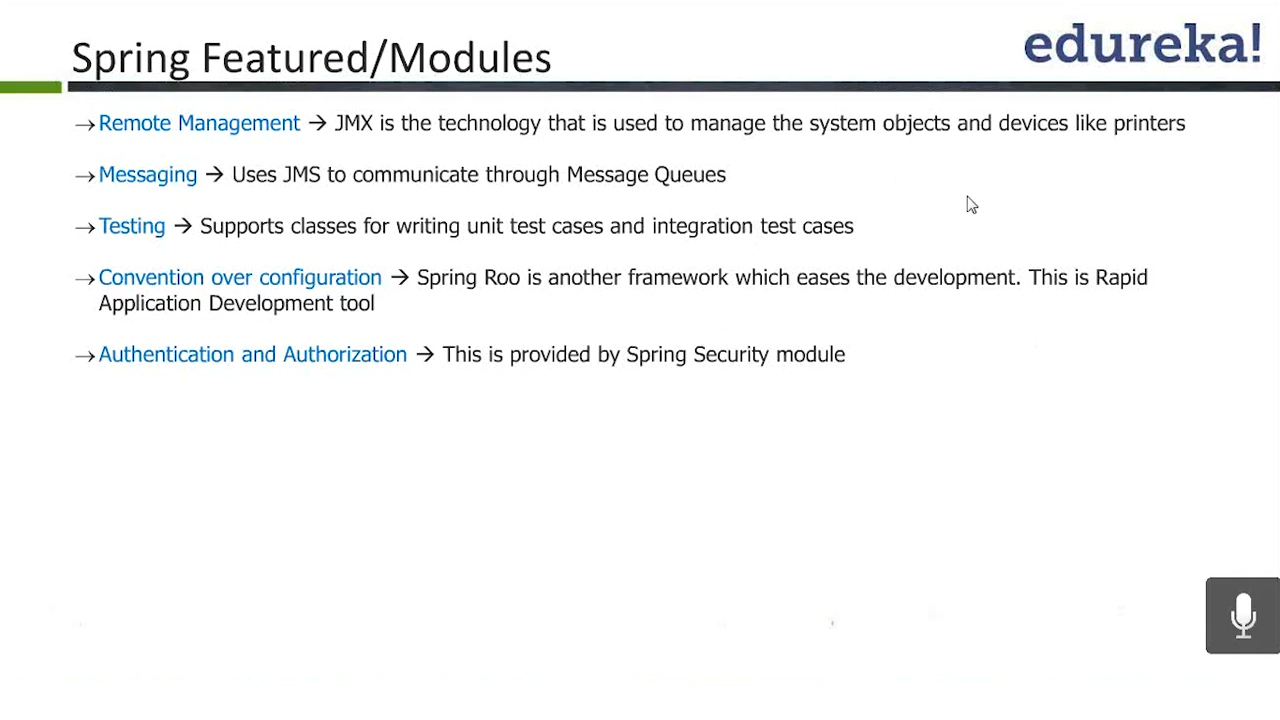 Spring Featured/Modules
edureka!
→Remote Management → JMX is the technology that is used to manage the system objects and devices like printers
→Messaging → Uses JMS to communicate through Message Queues
→Testing → Supports classes for writing unit test cases and integration test cases
→Convention over configuration → Spring Roo is another framework which eases the development. This is Rapid
Application Development tool
→Authentication and Authorization → This is provided by Spring Security module